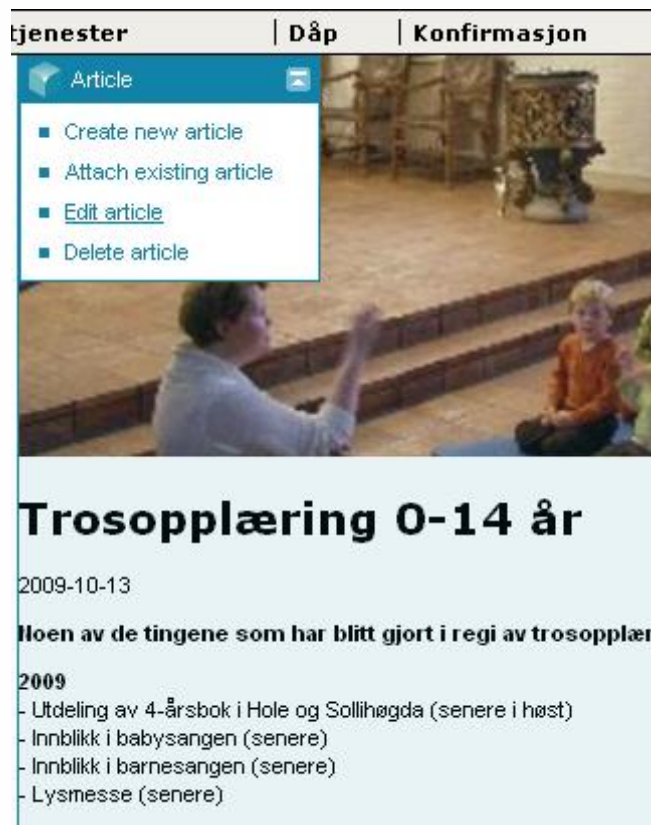 tjenester | Dåp | Konfirmasjon
Article
Create new article
Attach existing article
Edit article
Delete article
Trosopplæring 0-14 år
2009-10-13
Noen av de tingene som har blitt gjort i regi av trosopplær
2009
- Utdeling av 4-årsbok i Hole og Sollihøgda (senere i høst)
- Innblikk i babysangen (senere)
- Innblikk i barnesangen (senere)
- Lysmesse (senere)